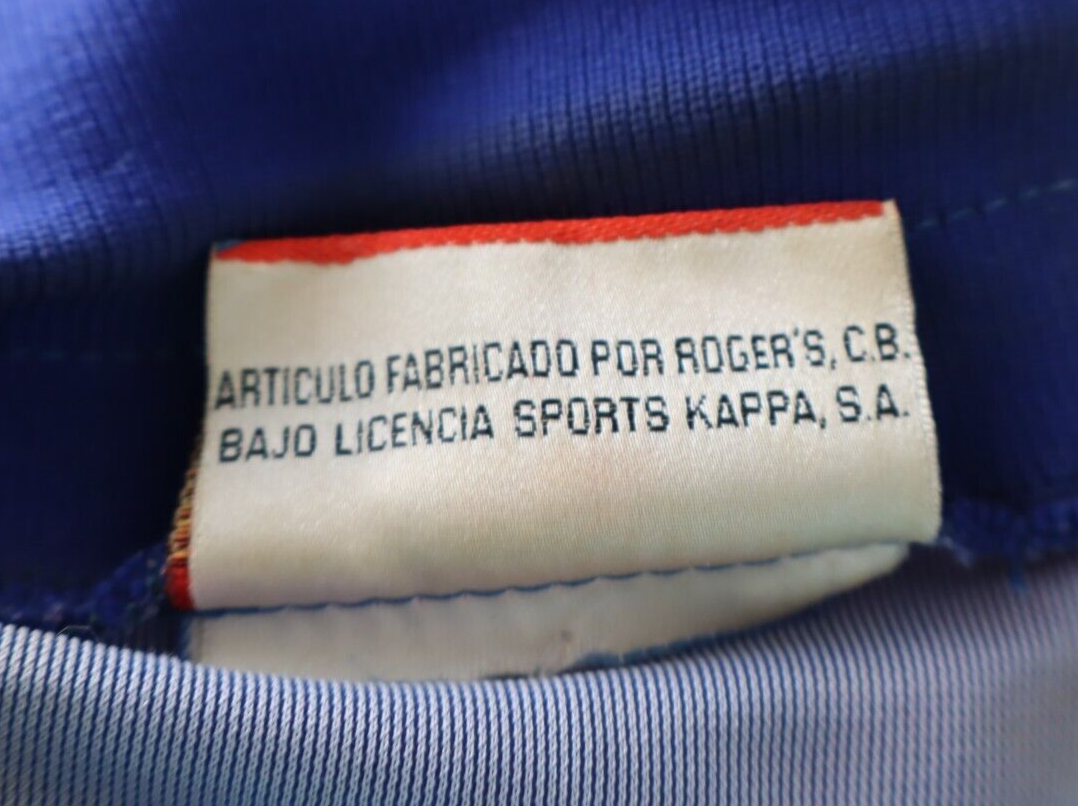 ARTICULO FABRICADO POR ROGER'S, C.B.
BAJO LICENCIA SPORTS KAPPA, S.A.